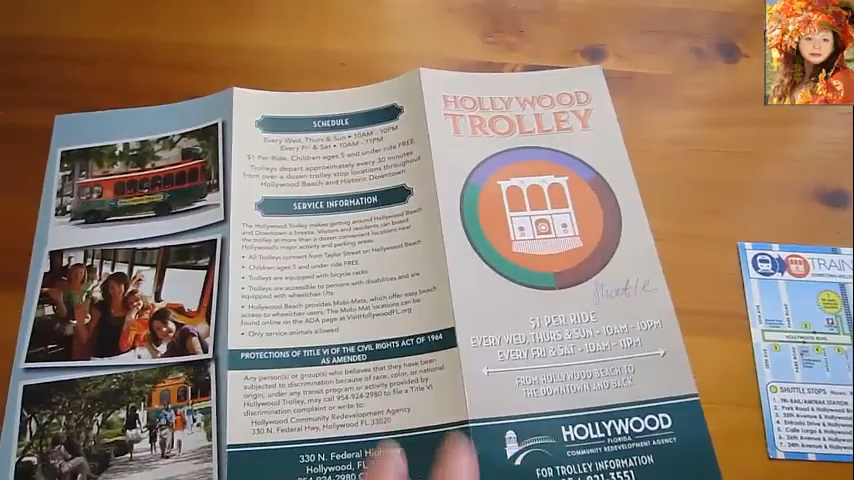 SCHEDULE
Every Wed, Thurs & Sun • 10AM - 10PM
Every Fri & Sat • 10AM - 11PM
$1 Per Ride. Children ages 5 and under ride FREE
Trolleys depart approximately every 30 minutes
from over a dozen trolley stop locations throughout
Hollywood Beach and Historic Downtown.
SERVICE INFORMATION
The Hollywood Trolley makes getting around Hollywood Beach
and Downtown a breeze. Visitors and residents can board
the trolley at more than a dozen convenient locations near
Hollywood's major activity and parking areas.
• All Trolleys connect from Taylor Street on Hollywood Beach
• Children ages 5 and under ride FREE
• Trolleys are equipped with bicycle racks
• Trolleys are accessible to persons with disabilities and are
equipped with wheelchair lifts
• Hollywood Beach provides Mobi-Mats, which offer easy beach
access to wheelchair users. The Mobi-Mat locations can be
found online on the ADA page at VisitHollywoodFL.org
• Only service animals allowed
PROTECTIONS OF TITLE VI OF THE CIVIL RIGHTS ACT OF 1964
AS AMENDED
Any person(s) or group(s) who believes that they have been
subjected to discrimination because of race, color or national
origin, under any transit program or activity provided by
Hollywood Trolley, may call 954-924-2980 to file a Title VI
discrimination complaint or write to:
Hollywood Community Redevelopment Agency
330 N. Federal Hwy, Hollywood FL. 33020
330 N. Federal
Hollywood, FL
954-924-2980
HOLLYWOOD
TROLLEY
Shuttle
$1 PER RIDE
EVERY WED, THURS & SUN - 10AM - 10PM
EVERY FRI & SAT - 10AM - 11PM
FROM HOLLYWOOD BEACH TO
THE DOWNTOWN AND BACK
HOLLYWOOD
FLORIDA
COMMUNITY REDEVELOPMENT AGENCY
FOR TROLLEY INFORMATION
TRAIN
HOLLYWOOD BLVD
SHUTTLE STOPS
1. TRI-RAIL/AMTRAK STATION
2. Park Road & Hollywood
3. Entrada Drive & Hollywood
4. Calle Largo & Hollywood
5. 28th Avenue & Hollywood
6. 26th Avenue & Hollywood
7. 24th Avenue & Hollywood